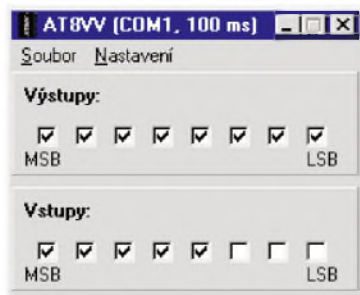 AT8VV (COM1, 100 ms)
Soubor Nastavení
Výstupy:
MSB LSB
Vstupy:
MSB LSB